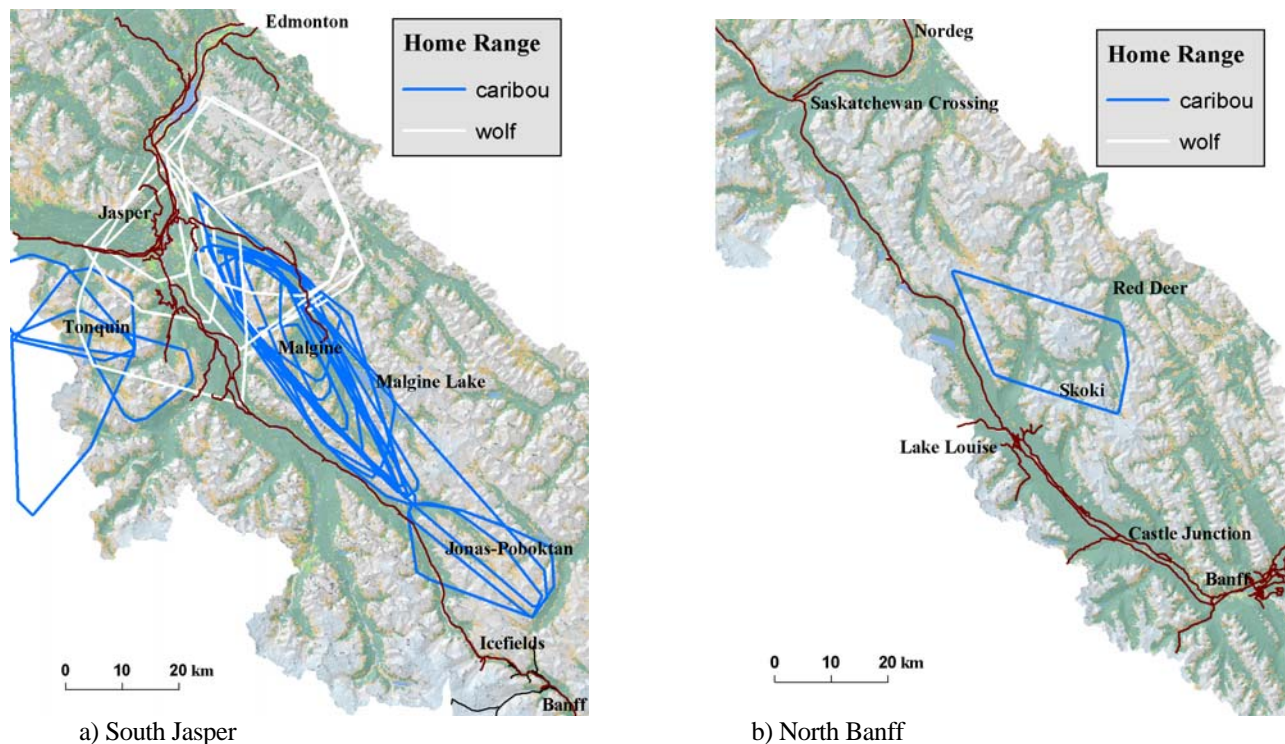 Edmonton
Home Range
caribou
wolf
Jasper
Tonquin
Malgine
Malgine Lake
Jonas-Poboktan
Icefields
Banff
0 10 20 km
a) South Jasper
Nordeg
Home Range
caribou
wolf
Saskatchewan Crossing
Red Deer
Skoki
Lake Louise
Castle Junction
Banff
0 10 20 km
b) North Banff